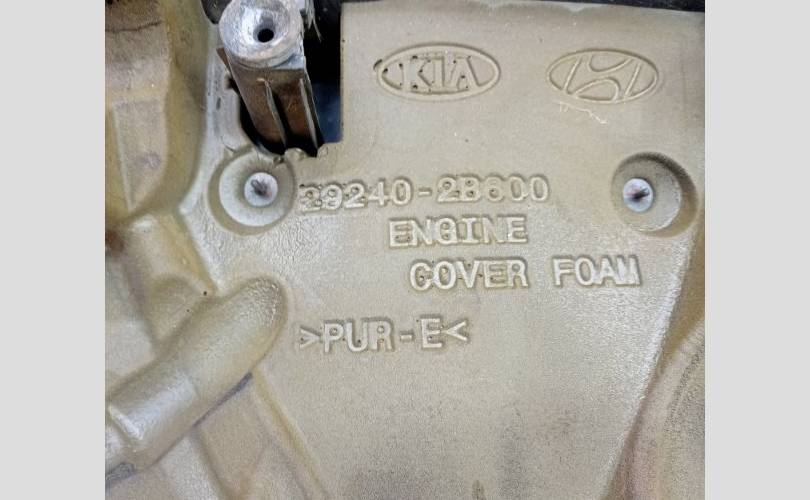 KIA
29240-2B600
ENGINE
COVER FOAM
>PUR-E<